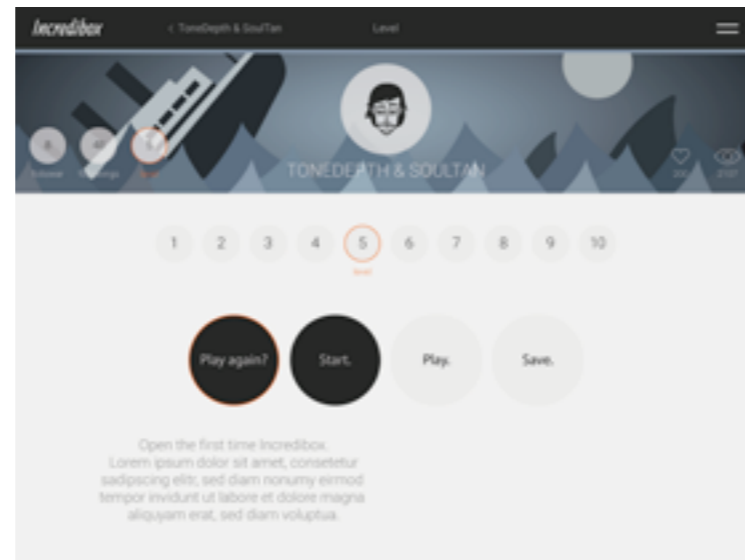 Incredibox
< ToneDepth & SoulTan
Level
TONEDEPTH & SOULTAN
1 2 3 4 5 6 7 8 9 10
level
Play again?
Start.
Play.
Save.
Open the first time Incredibox.
Lorem ipsum dolor sit amet, consetetur
sadipscing elitr, sed diam nonumy eirmod
tempor invidunt ut labore et dolore magna
aliquyam erat, sed diam voluptua.